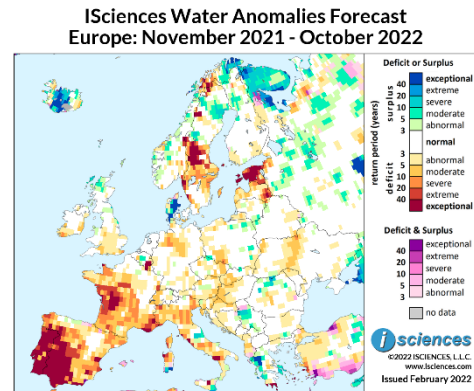 ISciences Water Anomalies Forecast
Europe: November 2021 - October 2022
Deficit or Surplus
return period (years)
surplus
deficit
40
20
10
5
3
3
5
10
20
40
exceptional
extreme
severe
moderate
abnormal
normal
abnormal
moderate
severe
extreme
exceptional
Deficit & Surplus
40
20
10
5
3
exceptional
extreme
severe
moderate
abnormal
no data
isciences
©2022 ISCIENCES, L.L.C.
www.isciences.com
Issued February 2022